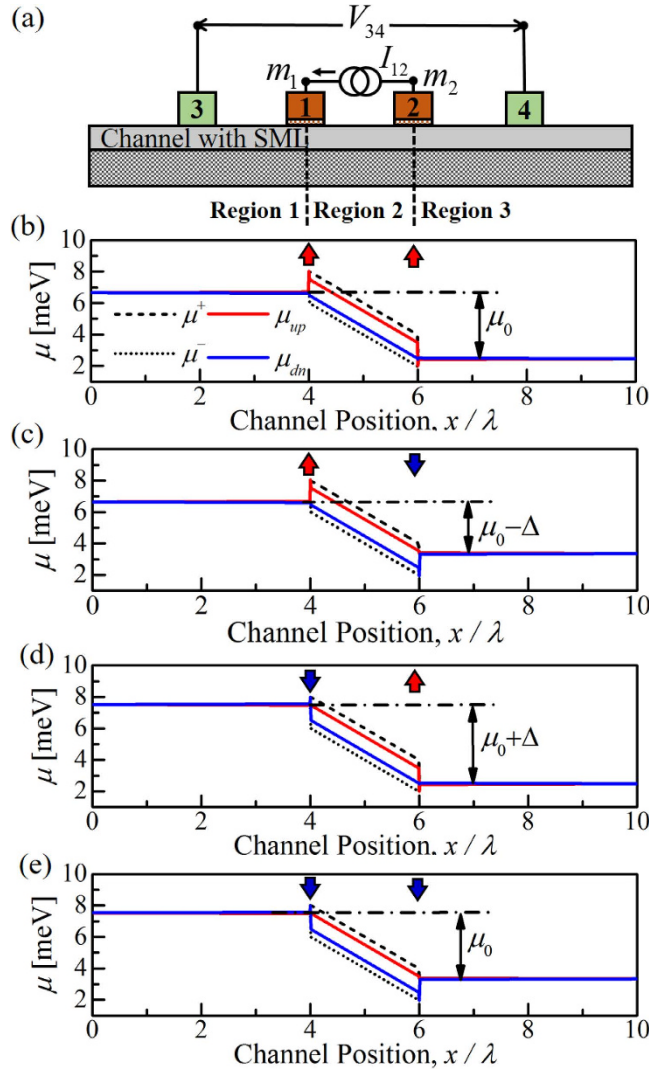 (a)
V34
m1
I12
m2
3
1
2
4
Channel with SMI
Region 1
Region 2
Region 3
(b)
10
8
6
4
2
μ [meV]
μ+
μup
μ−
μdn
μ0
0 2 4 6 8 10
Channel Position, x / λ
(c)
10
8
6
4
2
μ [meV]
μ0−Δ
0 2 4 6 8 10
Channel Position, x / λ
(d)
10
8
6
4
2
μ [meV]
μ0+Δ
0 2 4 6 8 10
Channel Position, x / λ
(e)
10
8
6
4
2
μ [meV]
μ0
0 2 4 6 8 10
Channel Position, x / λ